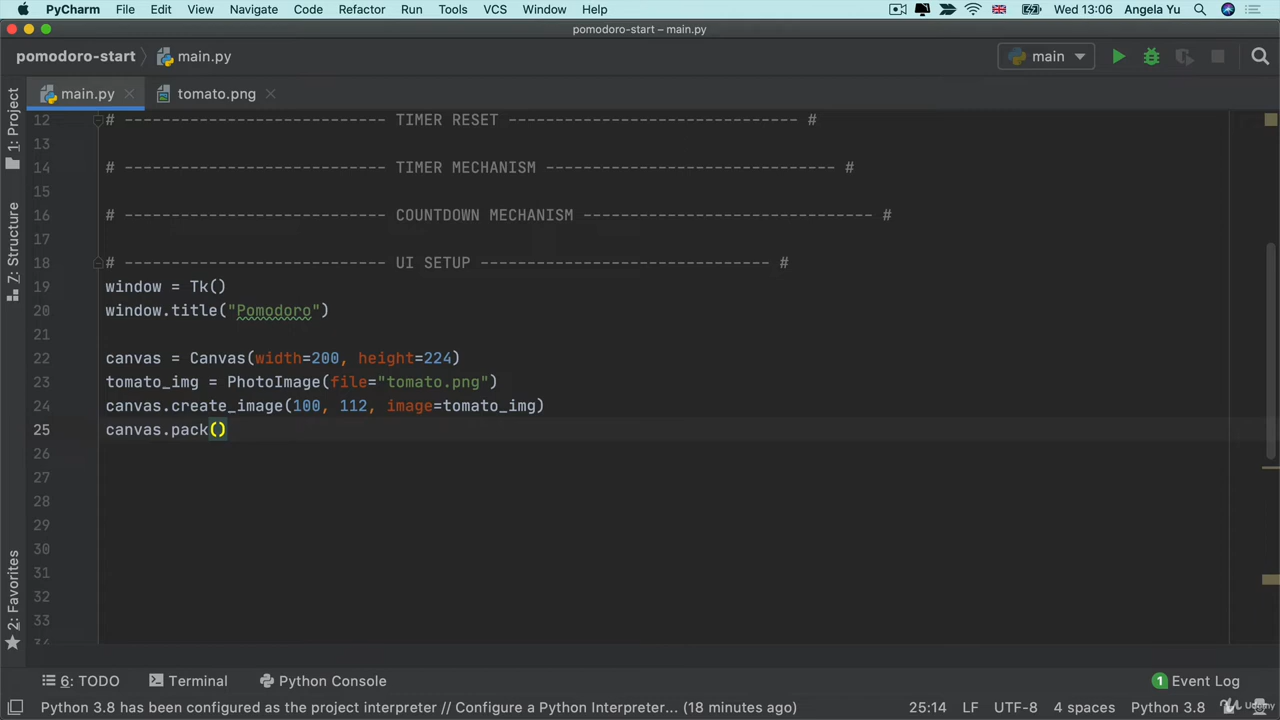 PyCharm File Edit View Navigate Code Refactor Run Tools VCS Window Help Wed 13:06 Angela Yu
pomodoro-start – main.py
pomodoro-start main.py main
main.py tomato.png
1: Project
Z: Structure
2: Favorites
12 # ---------------------------- TIMER RESET ------------------------------- #
13
14 # ---------------------------- TIMER MECHANISM ------------------------------- #
15
16 # ---------------------------- COUNTDOWN MECHANISM ------------------------------- #
17
18 # ---------------------------- UI SETUP -------------------------------- #
19 window = Tk()
20 window.title("Pomodoro")
21
22 canvas = Canvas(width=200, height=224)
23 tomato_img = PhotoImage(file="tomato.png")
24 canvas.create_image(100, 112, image=tomato_img)
25 canvas.pack()
26
27
28
29
30
31
32
33
34
6: TODO Terminal Python Console 1 Event Log
Python 3.8 has been configured as the project interpreter // Configure a Python Interpreter... (18 minutes ago) 25:14 LF UTF-8 4 spaces Python 3.8
Udemy